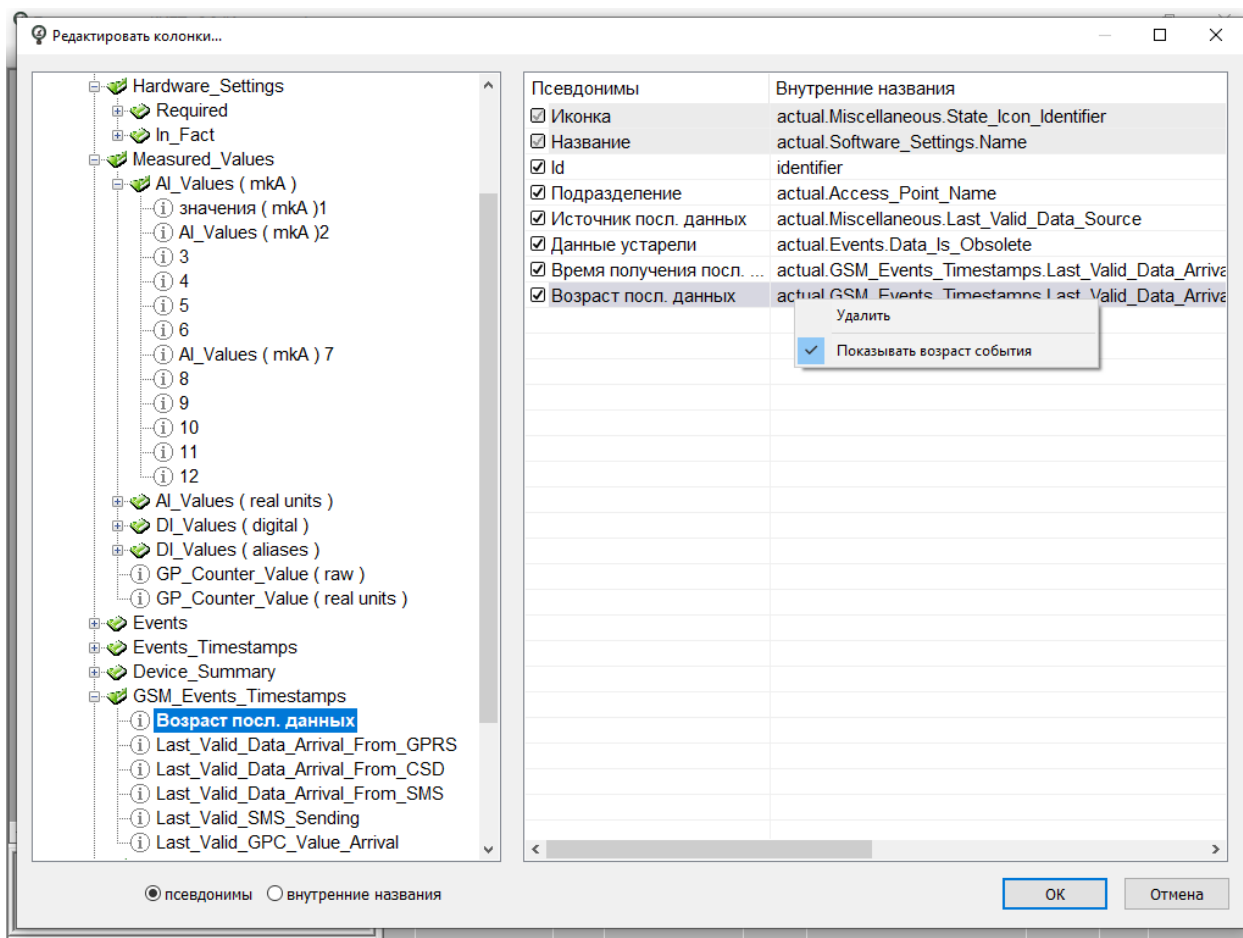 Редактировать колонки...
Hardware_Settings
Required
In_Fact
Measured_Values
AI_Values ( mkA )
значения ( mkA )1
AI_Values ( mkA )2
3
4
5
6
AI_Values ( mkA ) 7
8
9
10
11
12
AI_Values ( real units )
DI_Values ( digital )
DI_Values ( aliases )
GP_Counter_Value ( raw )
GP_Counter_Value ( real units )
Events
Events_Timestamps
Device_Summary
GSM_Events_Timestamps
Возраст посл. данных
Last_Valid_Data_Arrival_From_GPRS
Last_Valid_Data_Arrival_From_CSD
Last_Valid_Data_Arrival_From_SMS
Last_Valid_SMS_Sending
Last_Valid_GPC_Value_Arrival
Псевдонимы Внутренние названия
Иконка actual.Miscellaneous.State_Icon_Identifier
Название actual.Software_Settings.Name
Id identifier
Подразделение actual.Access_Point_Name
Источник посл. данных actual.Miscellaneous.Last_Valid_Data_Source
Данные устарели actual.Events.Data_Is_Obsolete
Время получения посл. ... actual.GSM_Events_Timestamps.Last_Valid_Data_Arriva
Возраст посл. данных actual.GSM_Events_Timestamps.Last_Valid_Data_Arriva
Удалить
Показывать возраст события
псевдонимы внутренние названия
ОК Отмена